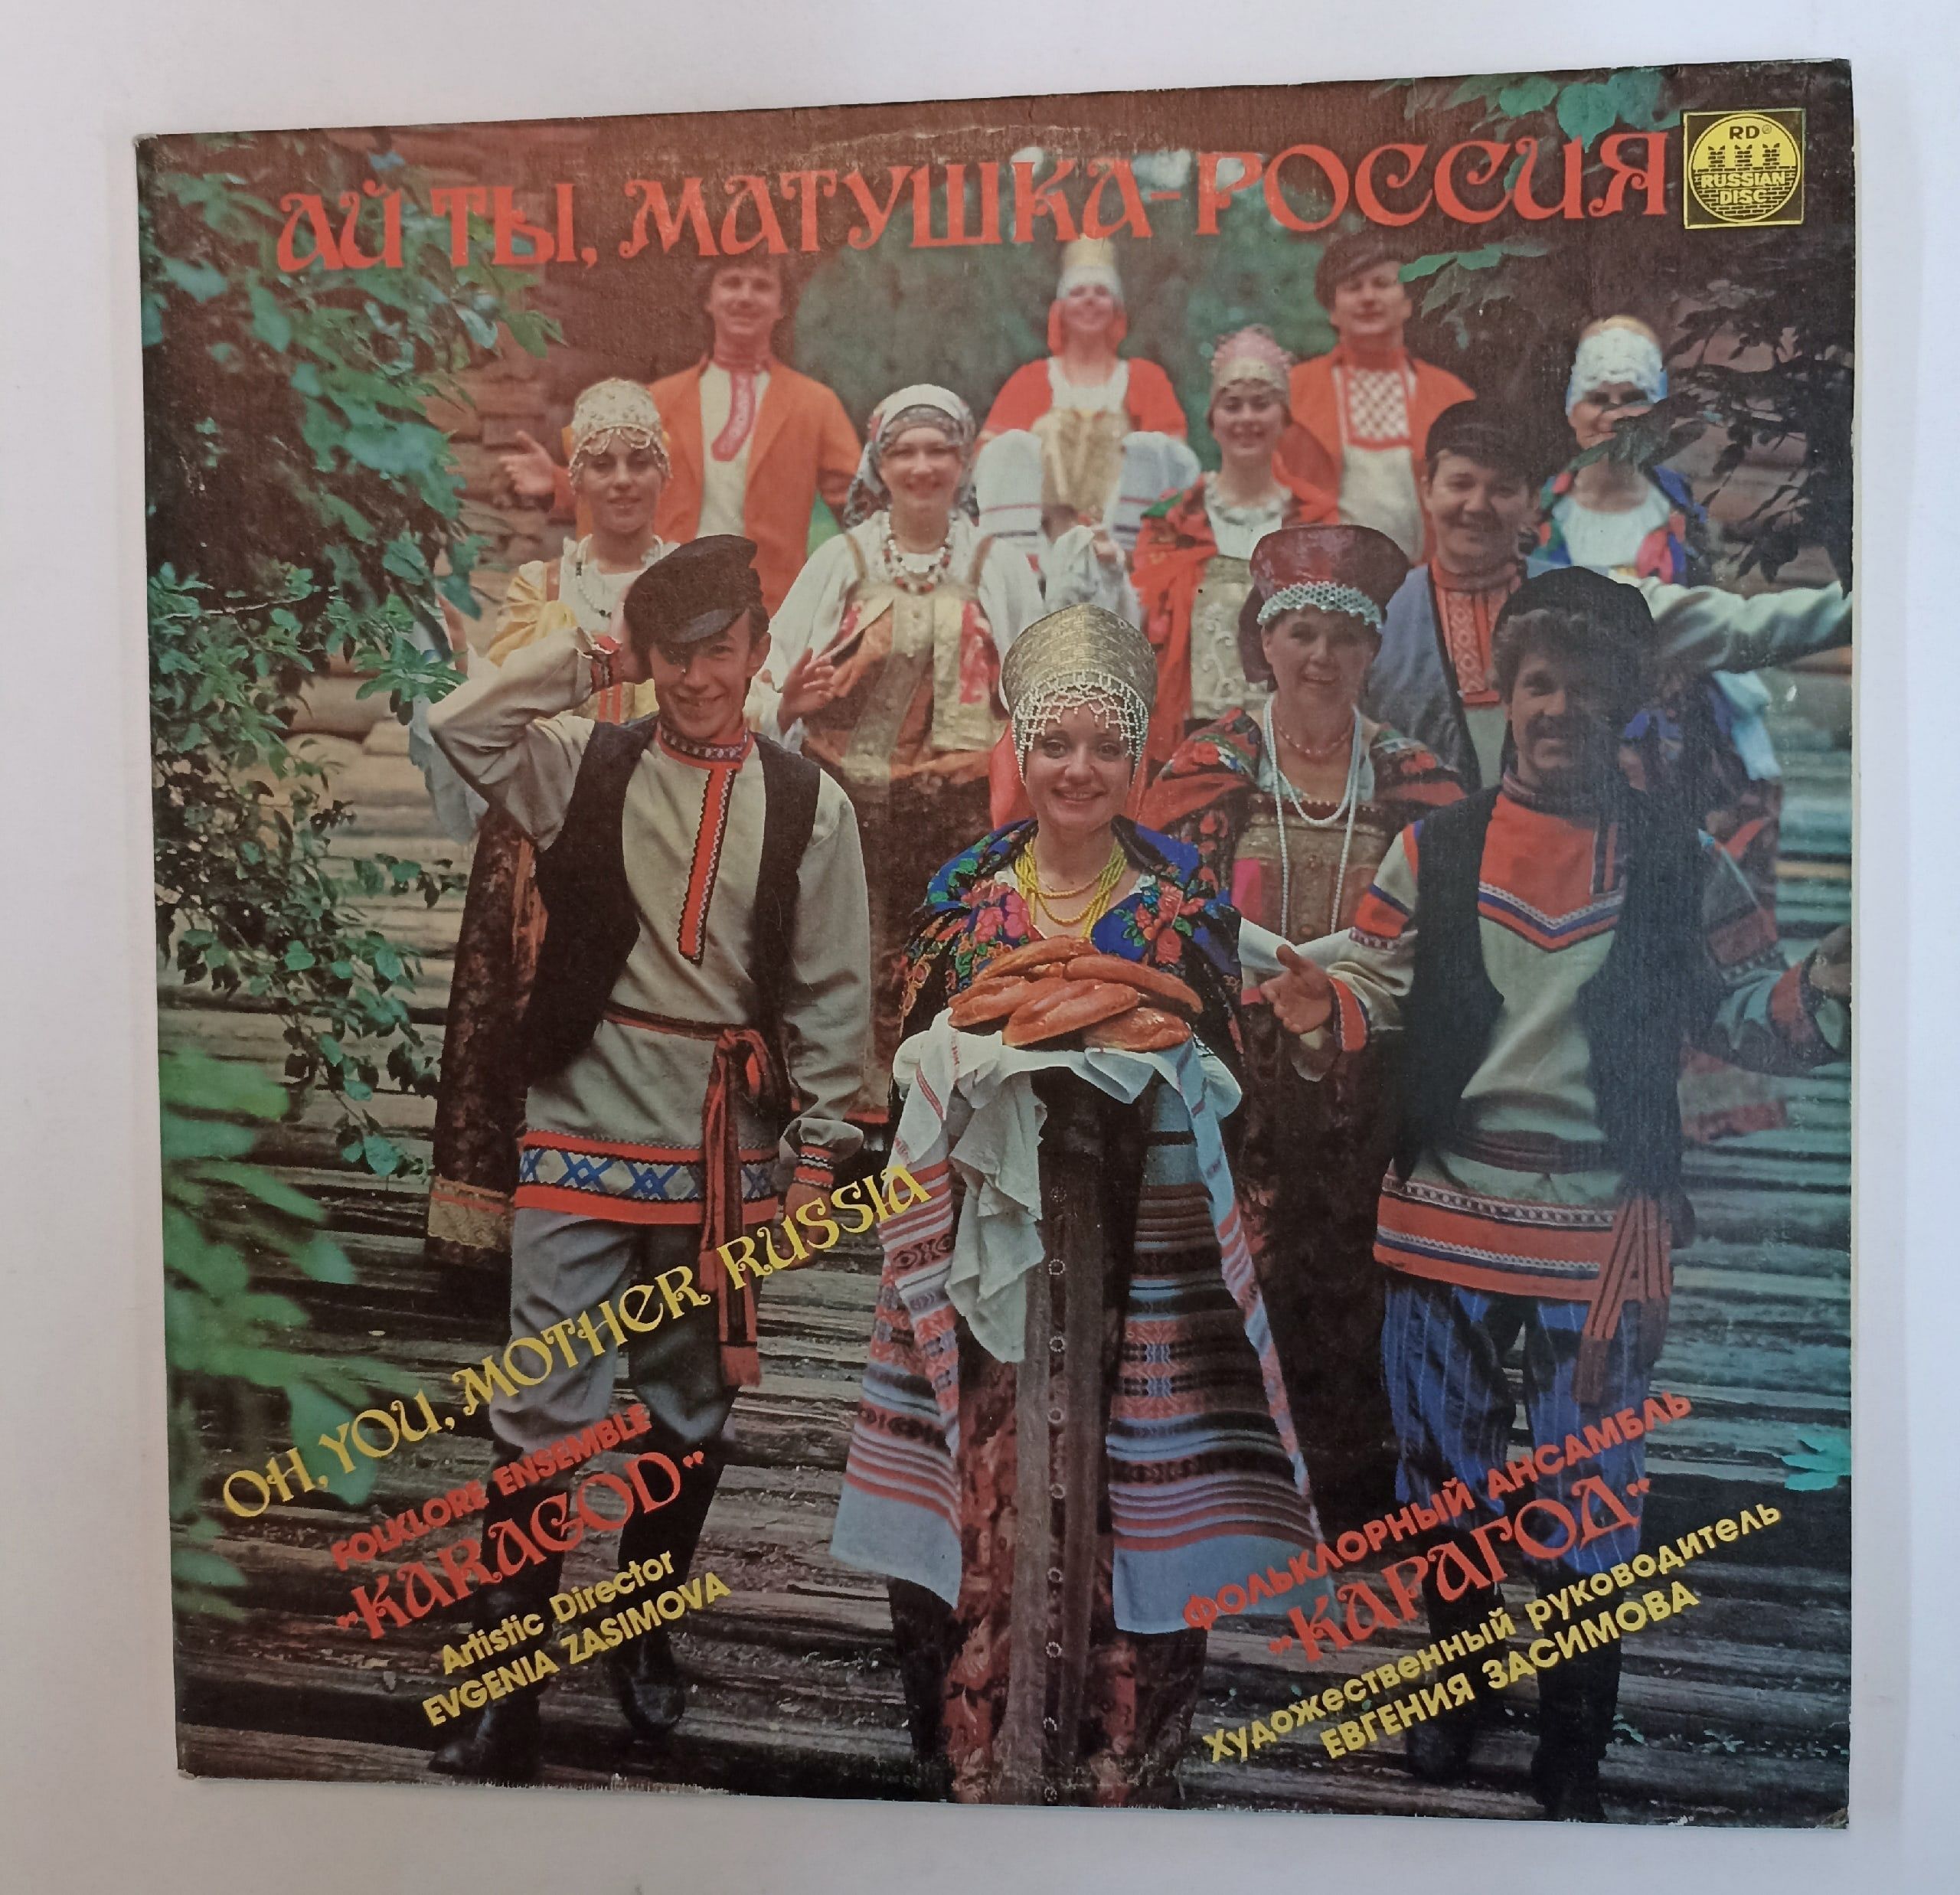 Ай ты, Матушка-Россия
RD®
RUSSIAN
DISC
OH, YOU, MOTHER RUSSIA
FOLKLORE ENSEMBLE
"KARAGOD"
Artistic Director
EVGENIA ZASIMOVA
ФОЛЬКЛОРНЫЙ АНСАМБЛЬ
"КАРАГОД"
Художественный руководитель
ЕВГЕНИЯ ЗАСИМОВА